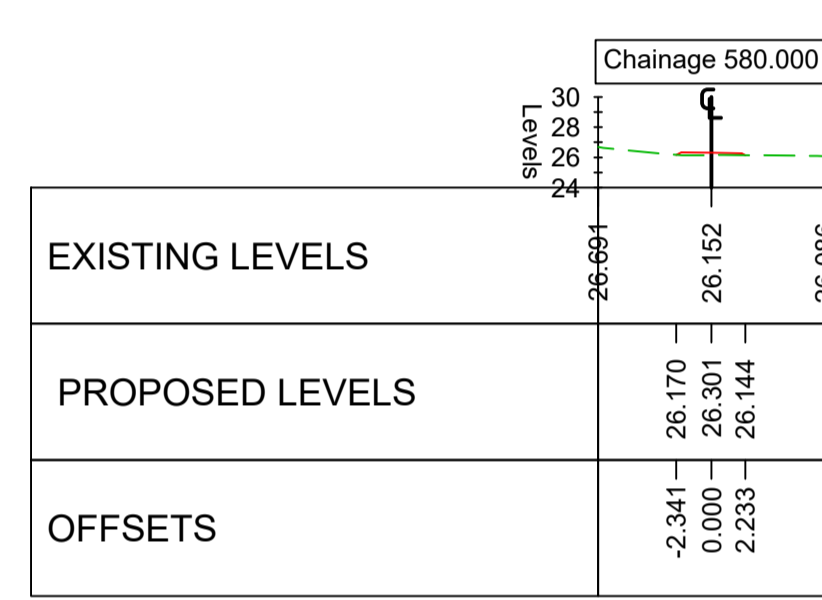 Chainage 580.000
30
28
26
24
Levels
℄
EXISTING LEVELS 26.691 26.152
PROPOSED LEVELS 26.170 26.301 26.144
OFFSETS -2.341 0.000 2.233